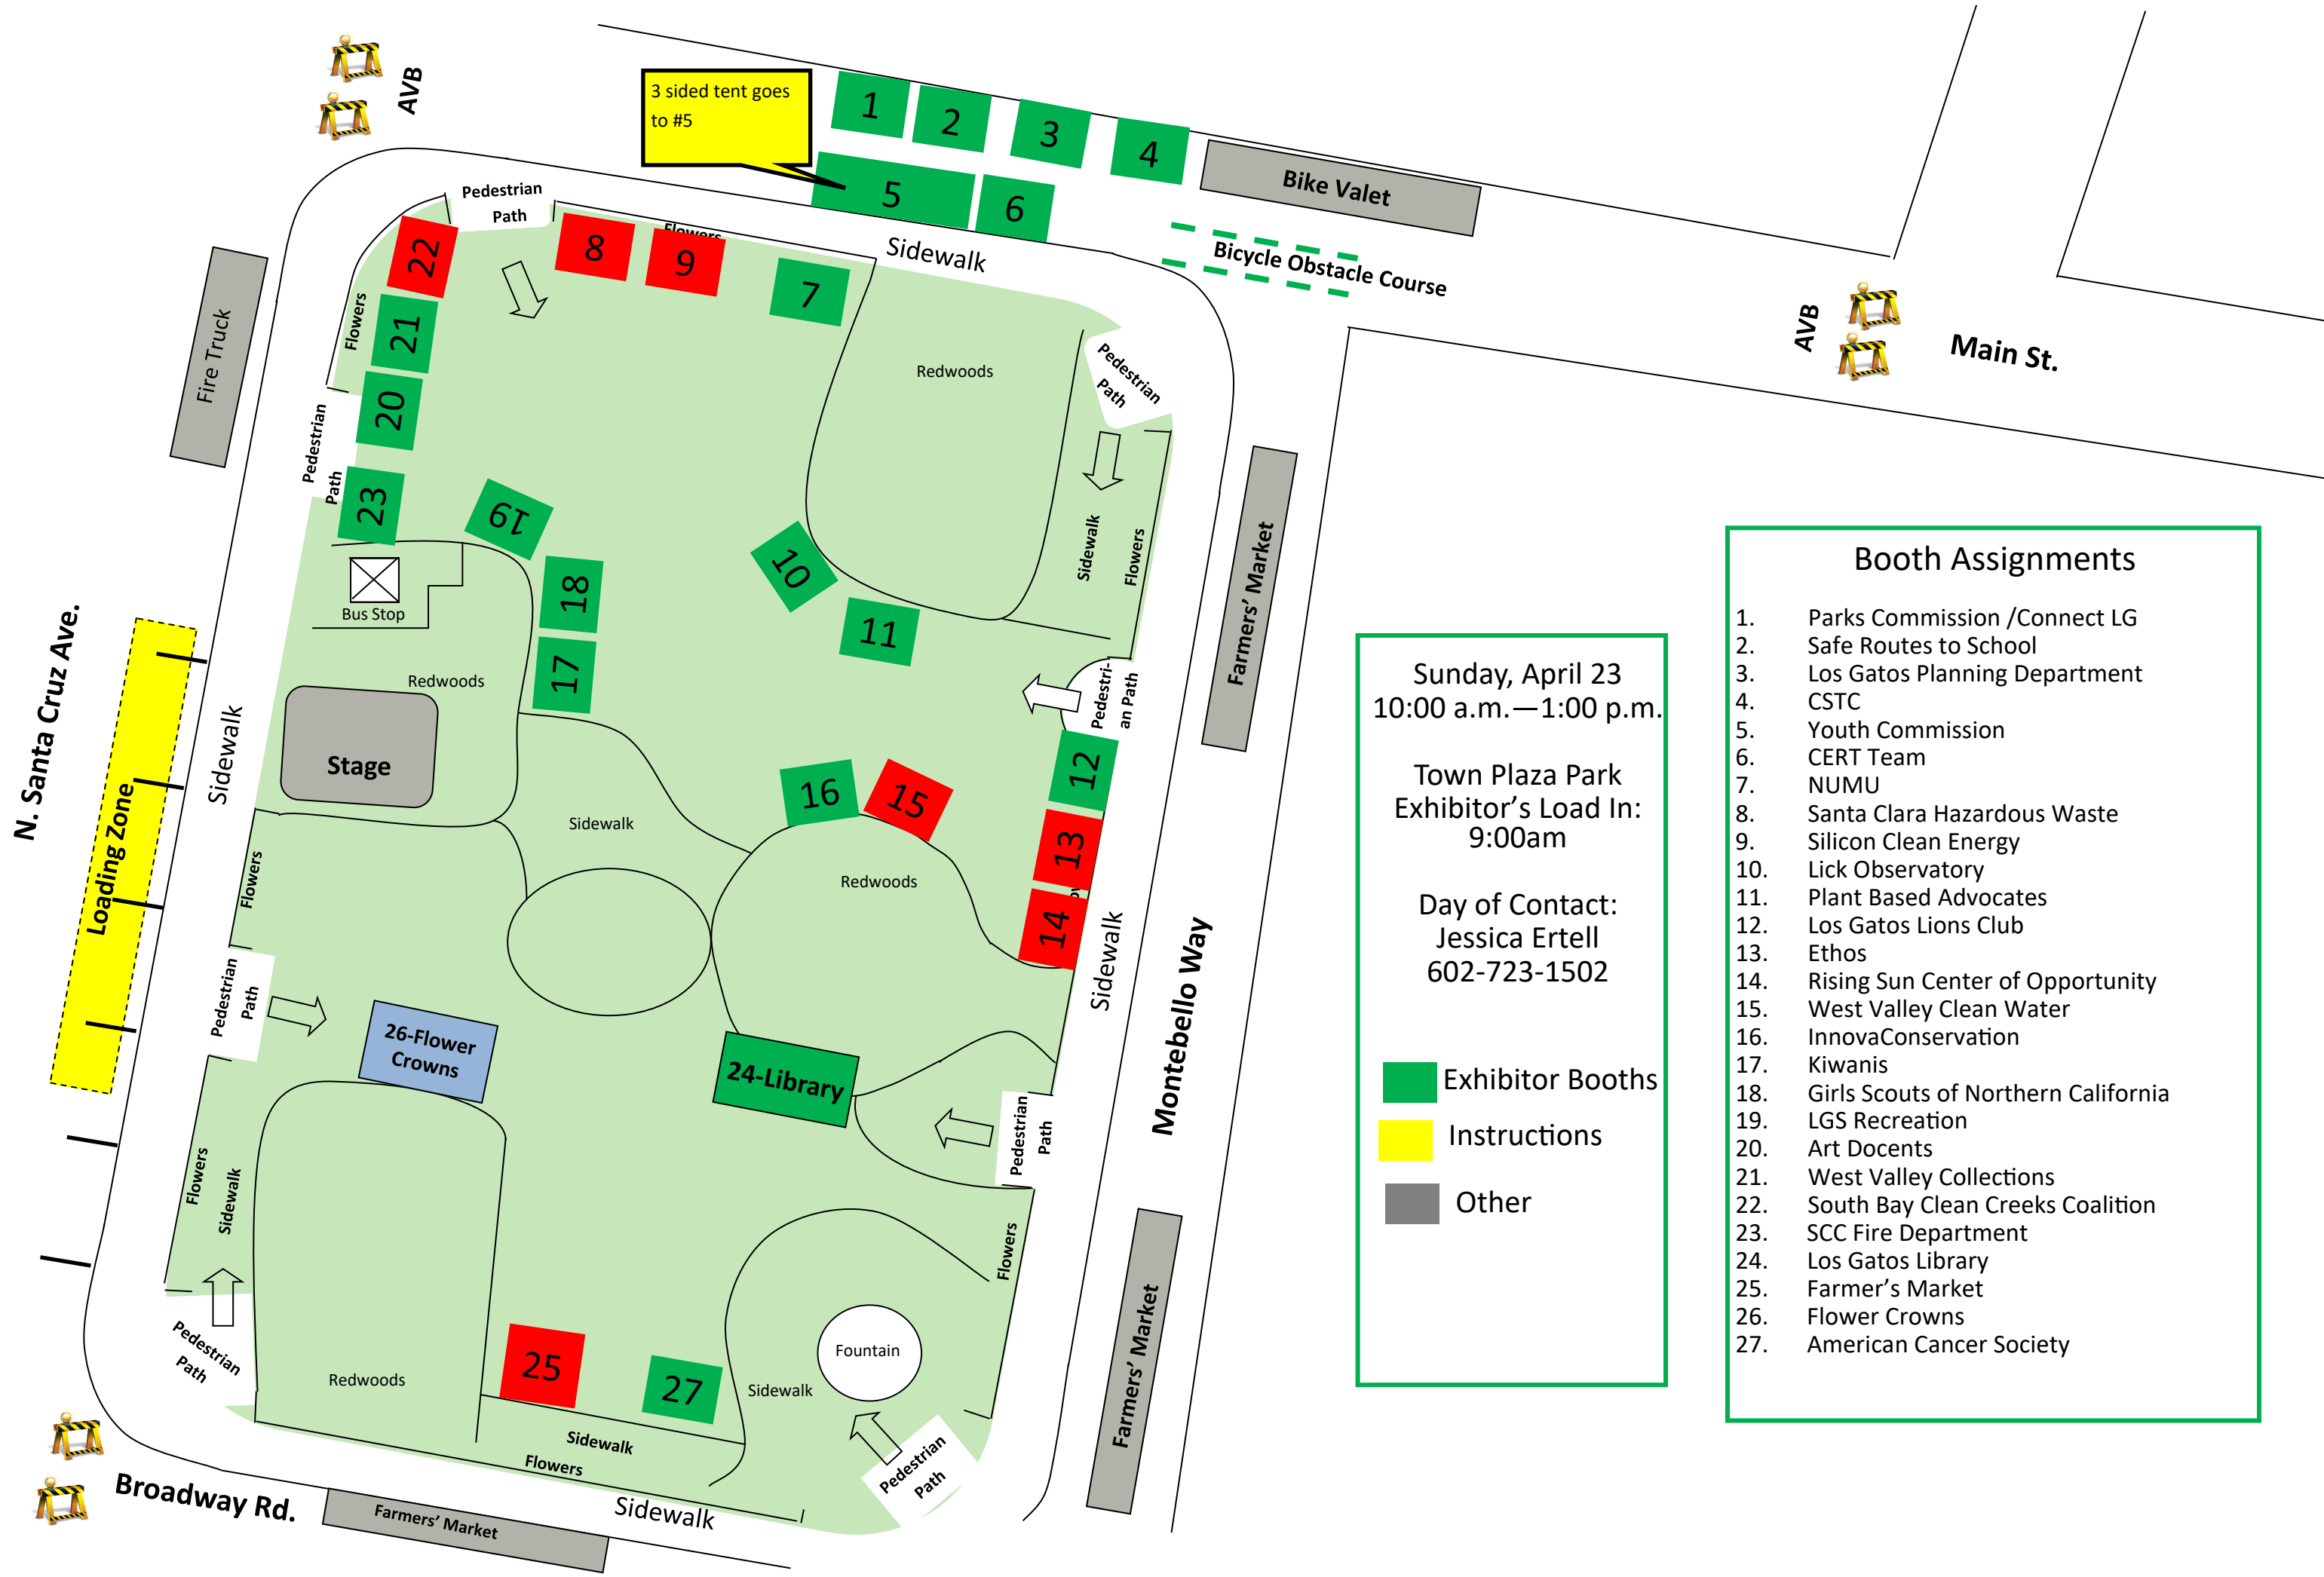 AVB
3 sided tent goes
to #5
1
2
3
4
5
6
Bike Valet
Bicycle Obstacle Course
Sidewalk
AVB
Main St.
Pedestrian
Path
22
8
Flowers
9
7
21
Flowers
Fire Truck
20
Pedestrian
Path
23
19
18
17
Bus Stop
Redwoods
Stage
Redwoods
Pedestrian
Path
Sidewalk
Flowers
10
11
Pedestri-
an Path
12
13
14
16
15
Redwoods
Sidewalk
Farmers’ Market
N. Santa Cruz Ave.
Loading Zone
Sidewalk
Flowers
Pedestrian
Path
26-Flower
Crowns
24-Library
Sidewalk
Montebello Way
Pedestrian
Path
Flowers
Sidewalk
Flowers
Pedestrian
Path
Redwoods
25
27
Sidewalk
Fountain
Sidewalk
Flowers
Pedestrian
Path
Farmers’ Market
Broadway Rd.
Farmers’ Market
Sidewalk
Sunday, April 23
10:00 a.m.—1:00 p.m.
Town Plaza Park
Exhibitor’s Load In:
9:00am
Day of Contact:
Jessica Ertell
602-723-1502
Exhibitor Booths
Instructions
Other
Booth Assignments
1. Parks Commission /Connect LG
2. Safe Routes to School
3. Los Gatos Planning Department
4. CSTC
5. Youth Commission
6. CERT Team
7. NUMU
8. Santa Clara Hazardous Waste
9. Silicon Clean Energy
10. Lick Observatory
11. Plant Based Advocates
12. Los Gatos Lions Club
13. Ethos
14. Rising Sun Center of Opportunity
15. West Valley Clean Water
16. InnovaConservation
17. Kiwanis
18. Girls Scouts of Northern California
19. LGS Recreation
20. Art Docents
21. West Valley Collections
22. South Bay Clean Creeks Coalition
23. SCC Fire Department
24. Los Gatos Library
25. Farmer’s Market
26. Flower Crowns
27. American Cancer Society